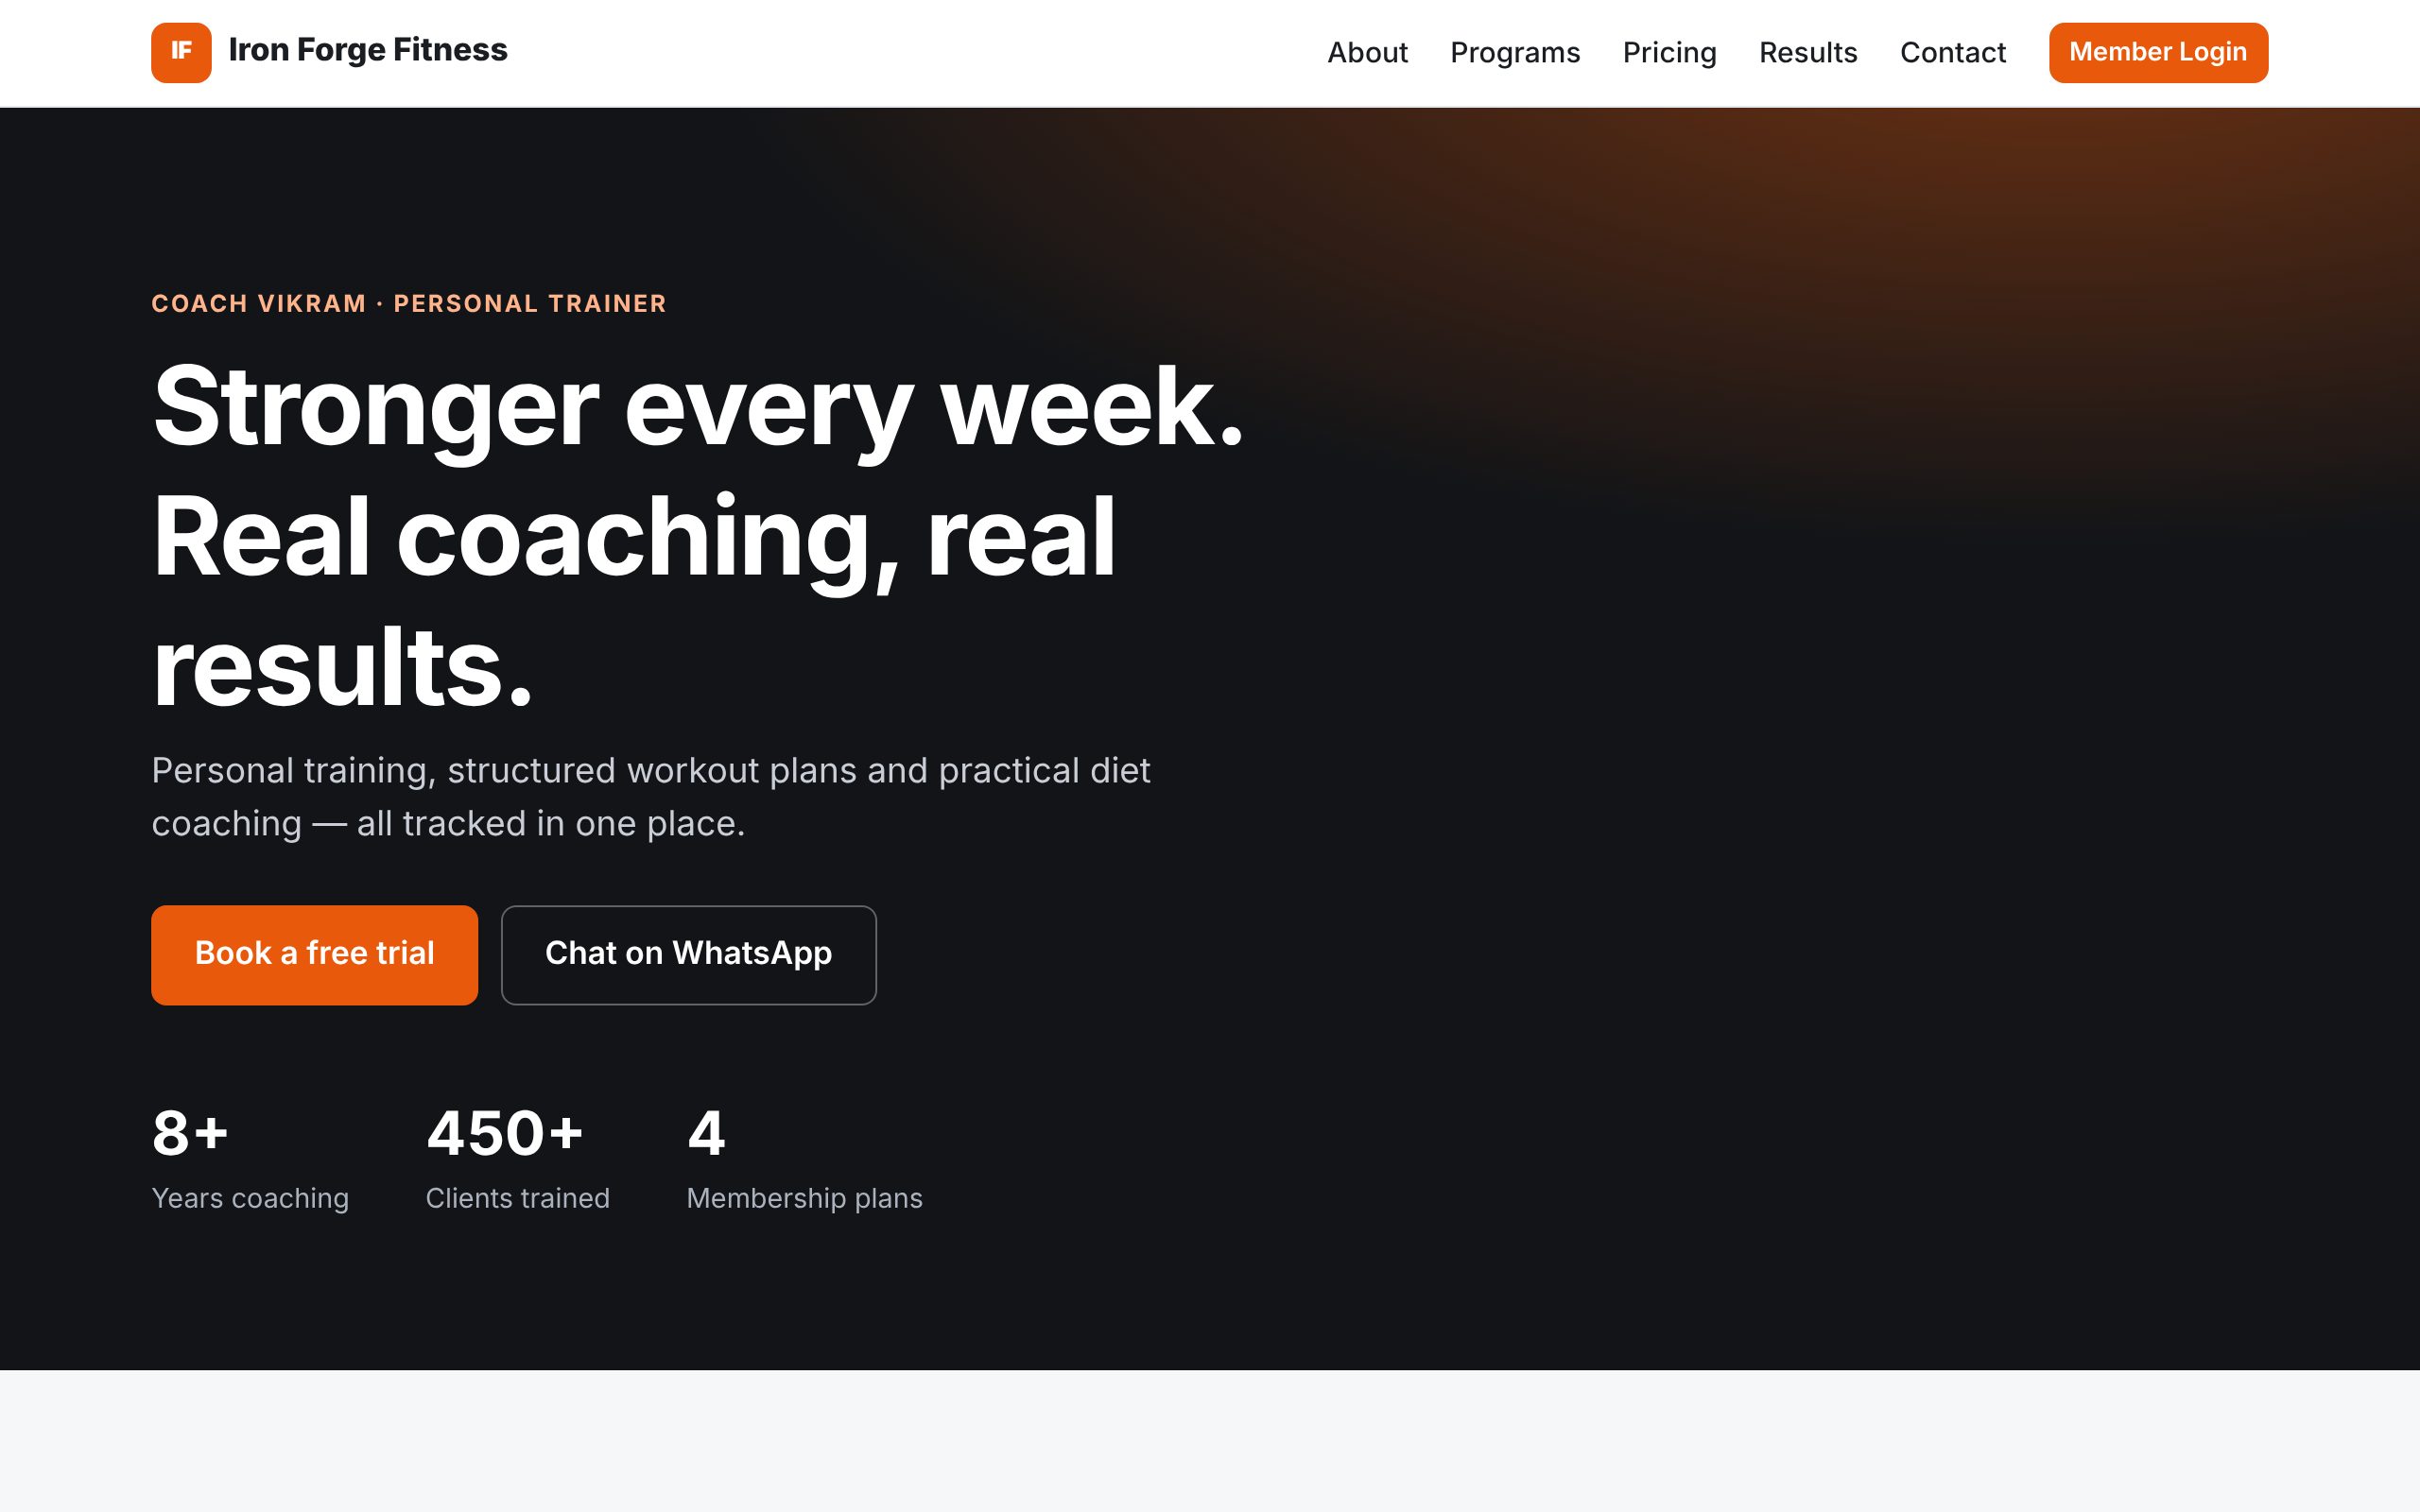 IF
Iron Forge Fitness
About
Programs
Pricing
Results
Contact
Member Login
COACH VIKRAM · PERSONAL TRAINER
Stronger every week.
Real coaching, real
results.
Personal training, structured workout plans and practical diet
coaching — all tracked in one place.
Book a free trial
Chat on WhatsApp
8+
Years coaching
450+
Clients trained
4
Membership plans